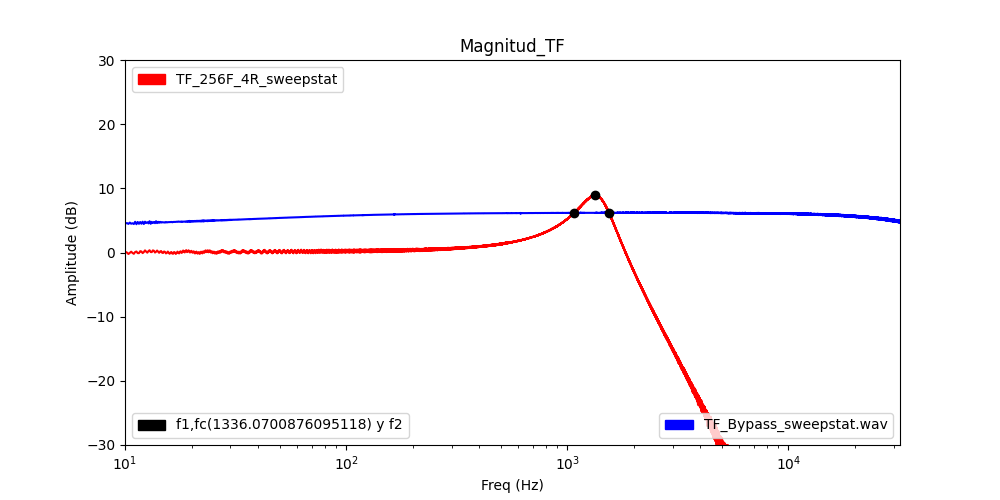 Magnitud_TF
30
20
10
0
−10
−20
−30
Amplitude (dB)
TF_256F_4R_sweepstat
f1,fc(1336.0700876095118) y f2
TF_Bypass_sweepstat.wav
10¹
10²
10³
10⁴
Freq (Hz)